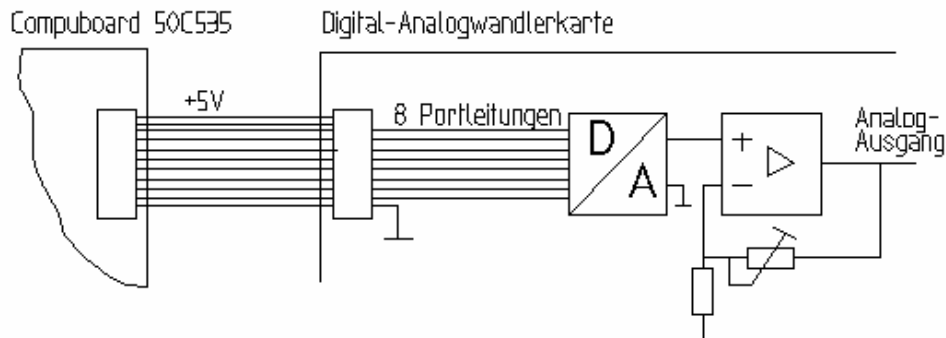 Compuboard 50C535
Digital-Analogwandlerkarte
+5V
8 Portleitungen
D
A
+
−
Analog-
Ausgang